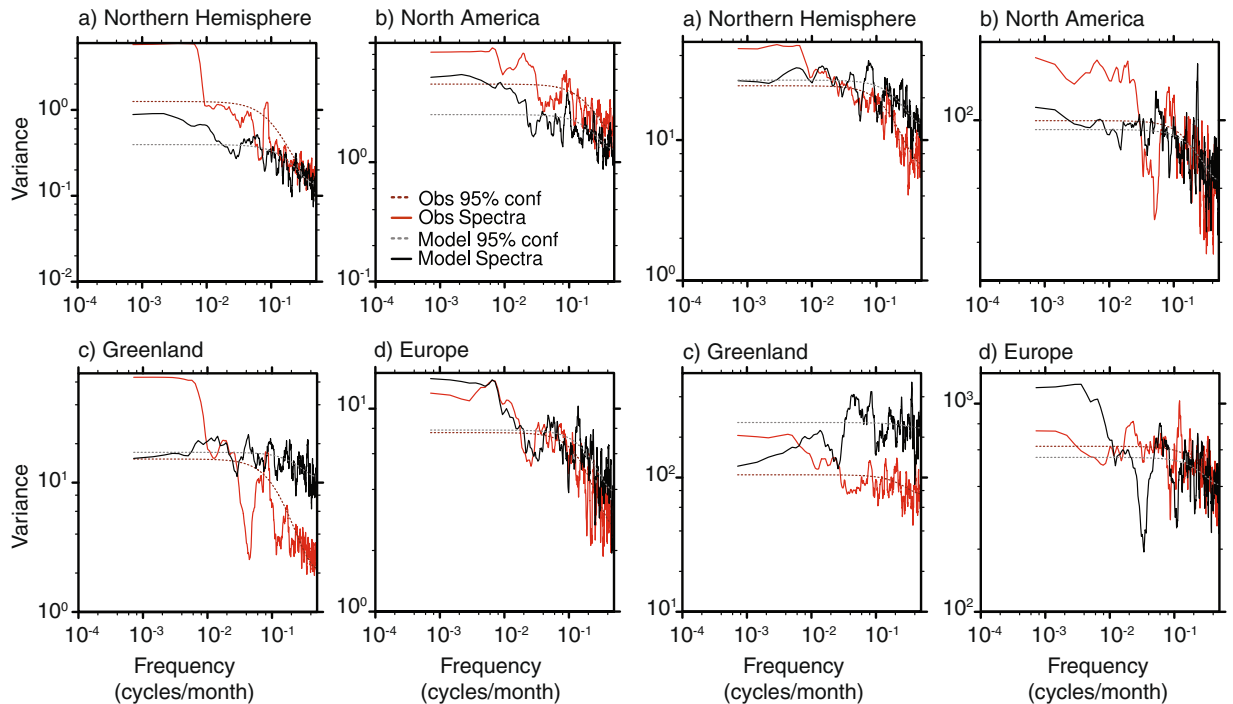 a) Northern Hemisphere
b) North America
a) Northern Hemisphere
b) North America
Variance
10^0
10^-1
10^-2
10^-4 10^-3 10^-2 10^-1
10^0
10^-1
10^-4 10^-3 10^-2 10^-1
Obs 95% conf
Obs Spectra
Model 95% conf
Model Spectra
10^1
10^0
10^-4 10^-3 10^-2 10^-1
10^2
10^-4 10^-3 10^-2 10^-1
c) Greenland
d) Europe
c) Greenland
d) Europe
Variance
10^1
10^0
10^-4 10^-3 10^-2 10^-1
10^1
10^0
10^-4 10^-3 10^-2 10^-1
10^2
10^1
10^-4 10^-3 10^-2 10^-1
10^3
10^2
10^-4 10^-3 10^-2 10^-1
Frequency
(cycles/month)
Frequency
(cycles/month)
Frequency
(cycles/month)
Frequency
(cycles/month)